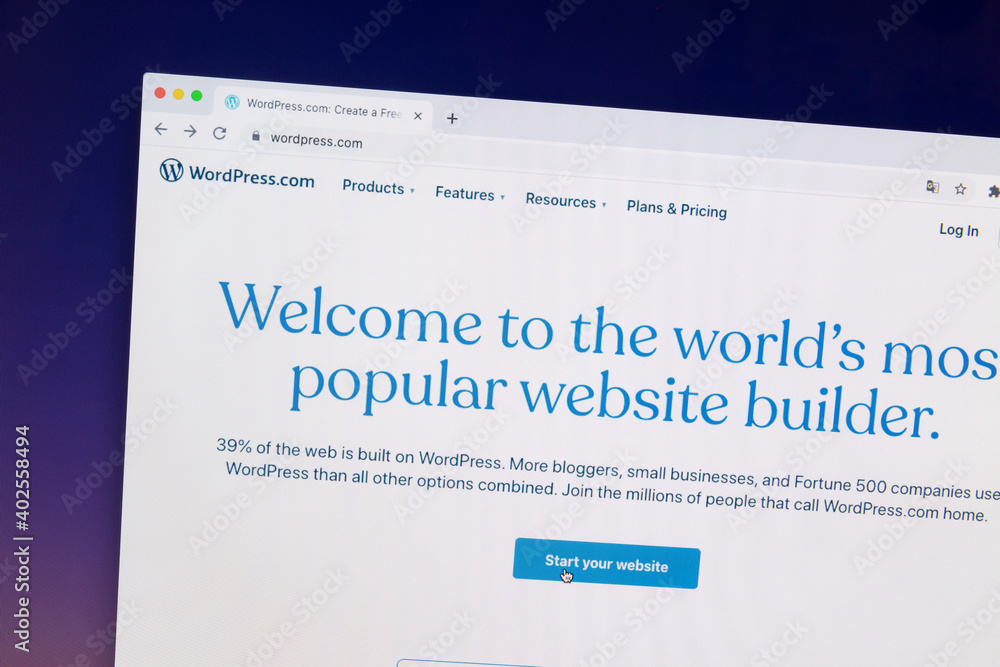 WordPress.com: Create a Free
wordpress.com
WordPress.com
Products
Features
Resources
Plans & Pricing
Log In
Welcome to the world's mos
popular website builder.
39% of the web is built on WordPress. More bloggers, small businesses, and Fortune 500 companies use
WordPress than all other options combined. Join the millions of people that call WordPress.com home.
Start your website
Adobe Stock | #402558494